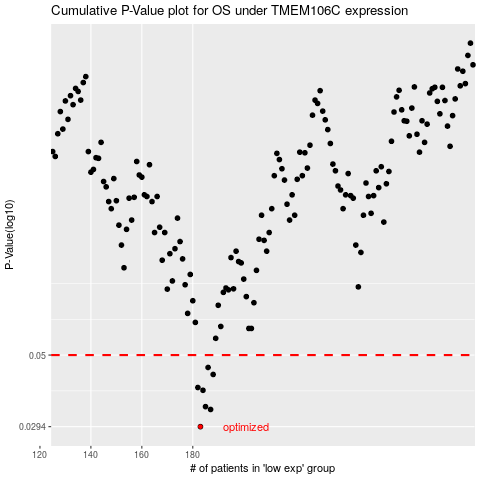 Cumulative P-Value plot for OS under TMEM106C expression
P-Value(log10)
0.05
0.0294
optimized
120 140 160 180
# of patients in 'low exp' group